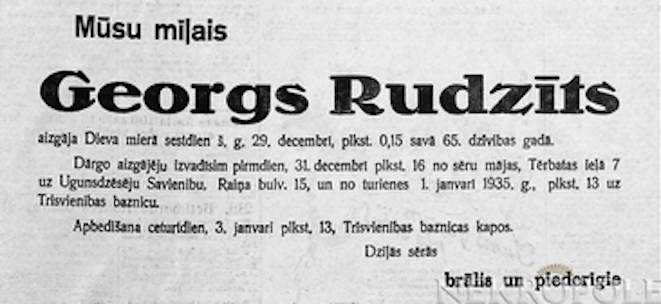 Mūsu mīļais
Georgs Rudzīts
aizgāja Dieva mierā sestdien š. g. 29. decembrī, plkst. 0,15 savā 65. dzīvības gadā.
Dārgo aizgājēju izvadīsim pirmdien, 31. decembrī plkst. 16 no sēru mājas, Tērbatas ielā 7
uz Ugunsdzēsēju Savienību, Raiņa bulv. 15, un no turienes 1. janvarī 1935. g., plkst. 13 uz
Trīsvienības baznīcu.
Apbedīšana ceturtdien, 3. janvarī plkst. 13, Trīsvienības baznīcas kapos.
Dziļās sērās
brālis un piederīgie
NEKROPOLE